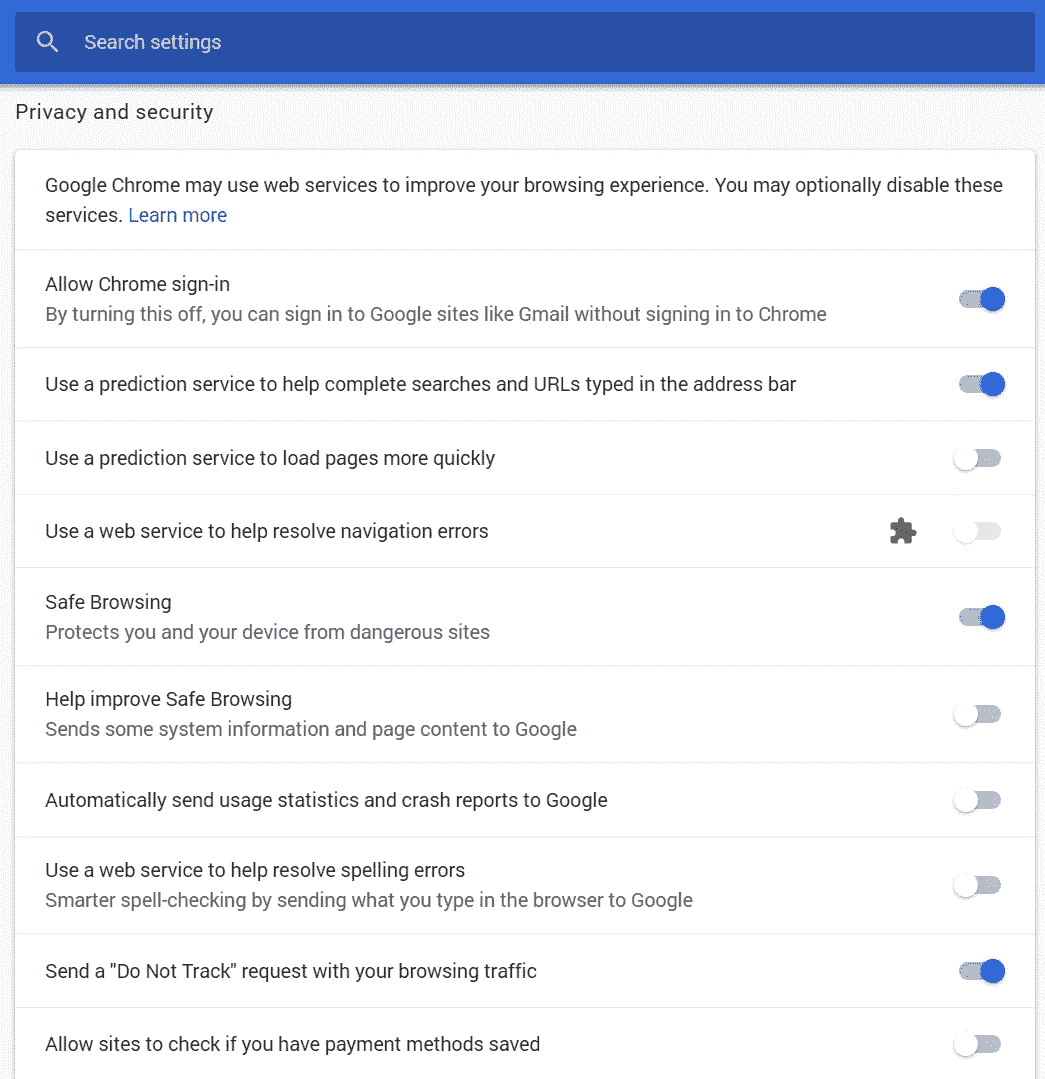 Search settings
Privacy and security
Google Chrome may use web services to improve your browsing experience. You may optionally disable these
services. Learn more
Allow Chrome sign-in
By turning this off, you can sign in to Google sites like Gmail without signing in to Chrome
Use a prediction service to help complete searches and URLs typed in the address bar
Use a prediction service to load pages more quickly
Use a web service to help resolve navigation errors
Safe Browsing
Protects you and your device from dangerous sites
Help improve Safe Browsing
Sends some system information and page content to Google
Automatically send usage statistics and crash reports to Google
Use a web service to help resolve spelling errors
Smarter spell-checking by sending what you type in the browser to Google
Send a "Do Not Track" request with your browsing traffic
Allow sites to check if you have payment methods saved